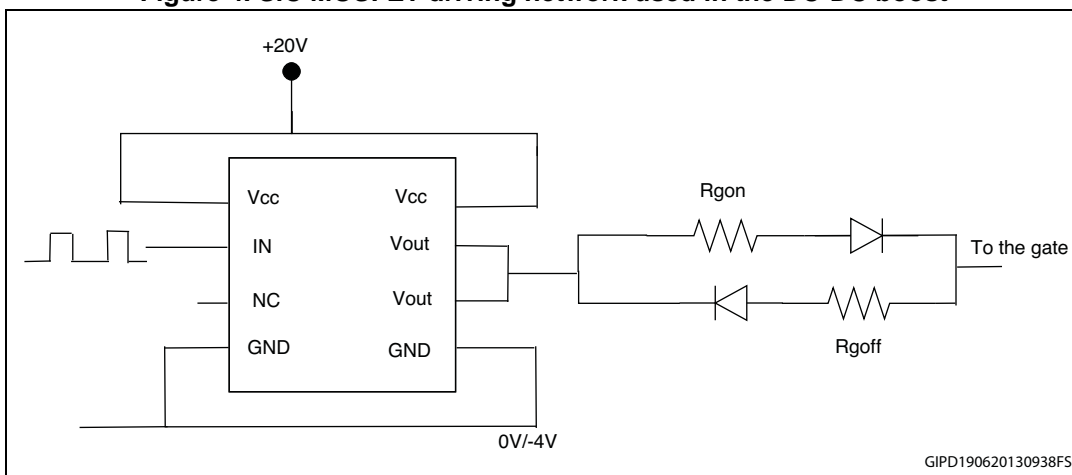 Figure 4. SiC MOSFET driving network used in the DC-DC boost
+20V
Vcc
Vcc
Rgon
IN
Vout
To the gate
NC
Vout
GND
GND
Rgoff
0V/-4V
GIPD190620130938FS